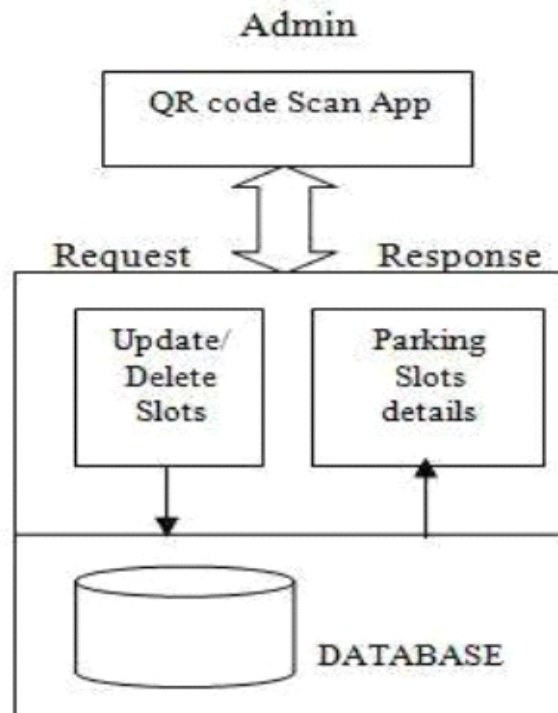 Admin
QR code Scan App
Request
Response
Update/
Delete
Slots
Parking
Slots
details
DATABASE